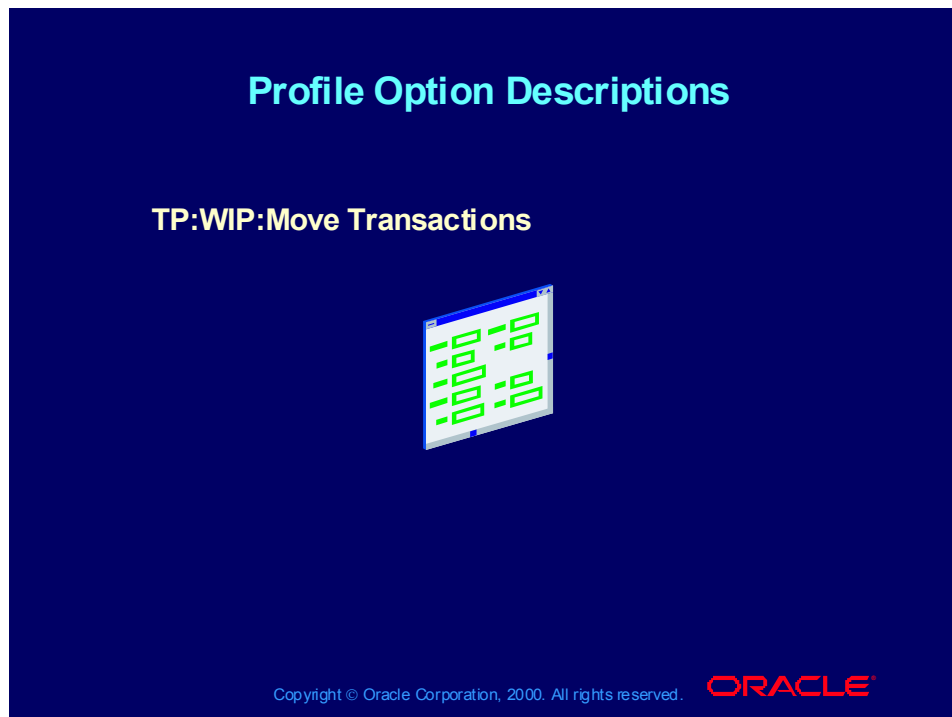 Profile Option Descriptions
TP:WIP:Move Transactions
Copyright © Oracle Corporation, 2000. All rights reserved.
ORACLE®